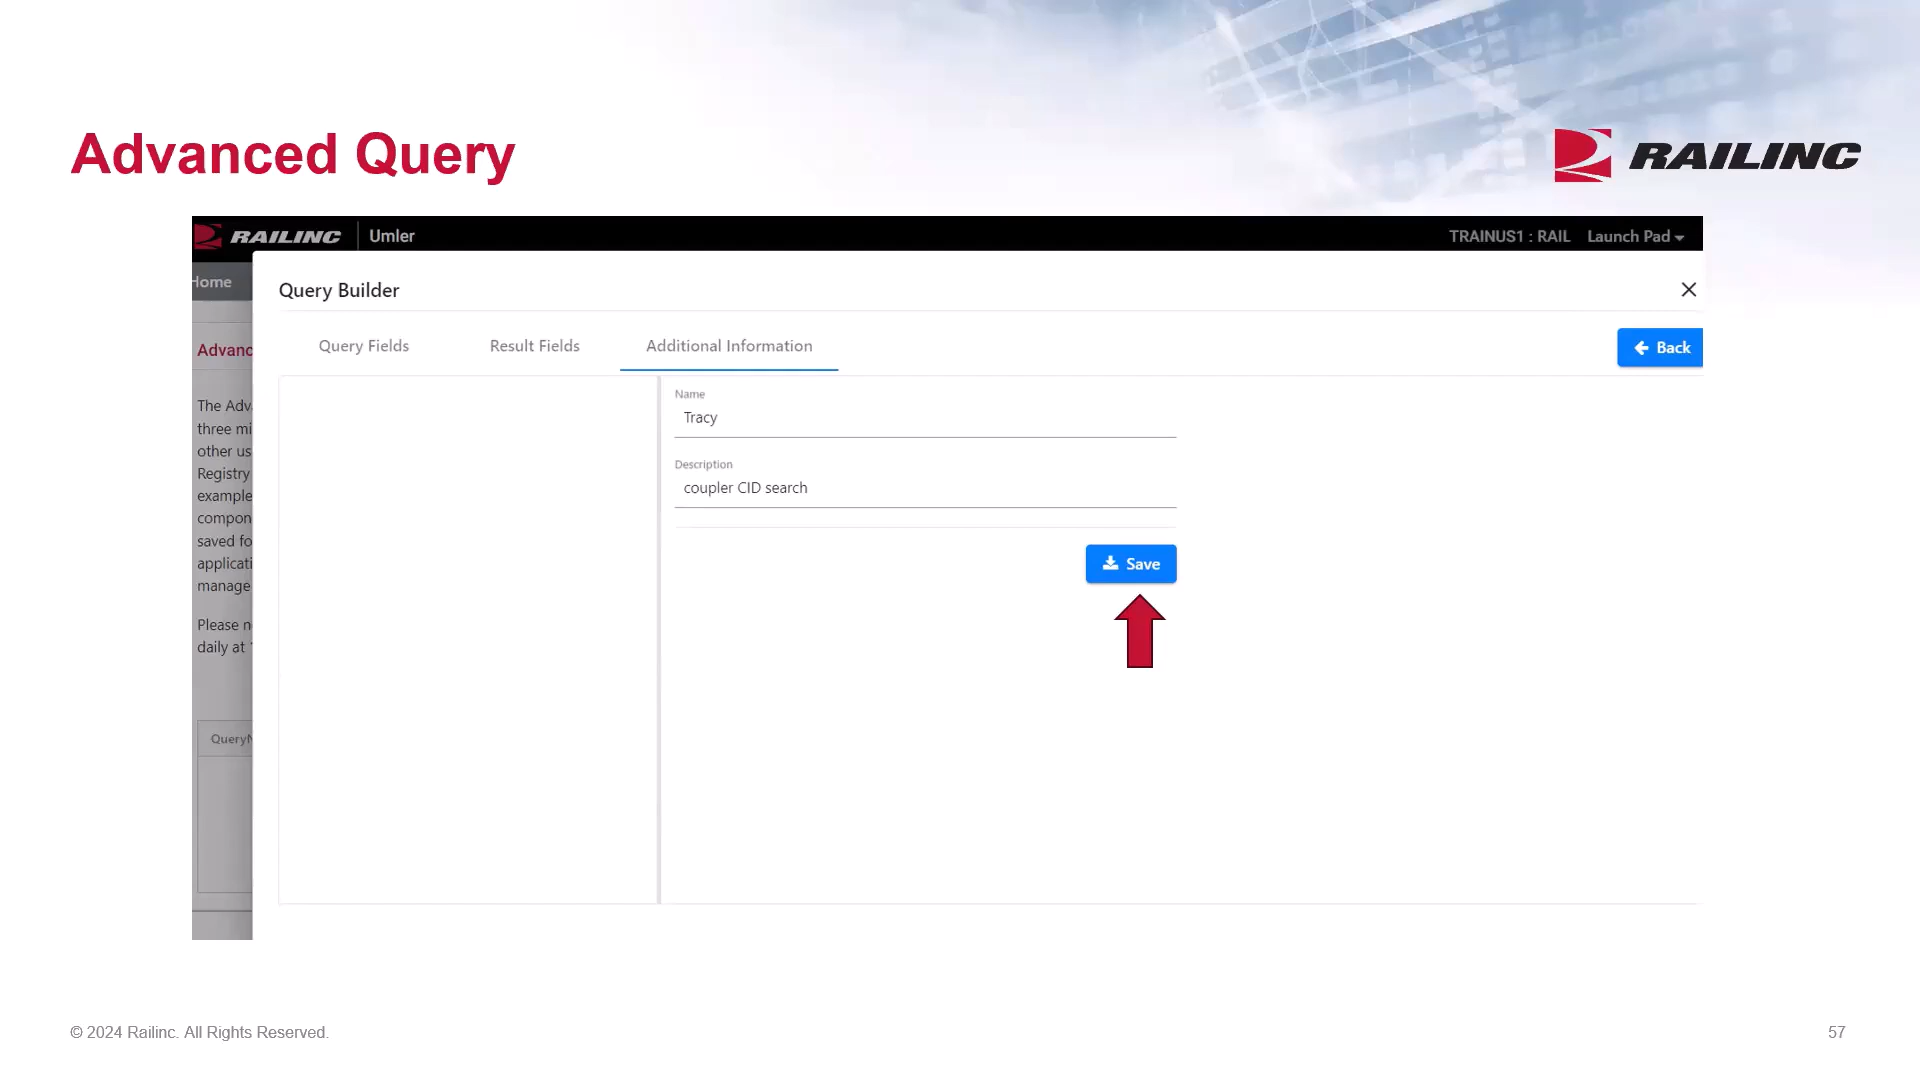 Advanced Query
RAILINC
RAILINC Umler TRAINUS1 : RAIL Launch Pad
Home
Query Builder
Query Fields Result Fields Additional Information Back
Advanc
Name
Tracy
The Adv
three mi
other us
Description
Registry
coupler CID search
example
compon
saved fo
applicati
Save
manage
Please n
daily at
QueryN
© 2024 Railinc. All Rights Reserved.
57